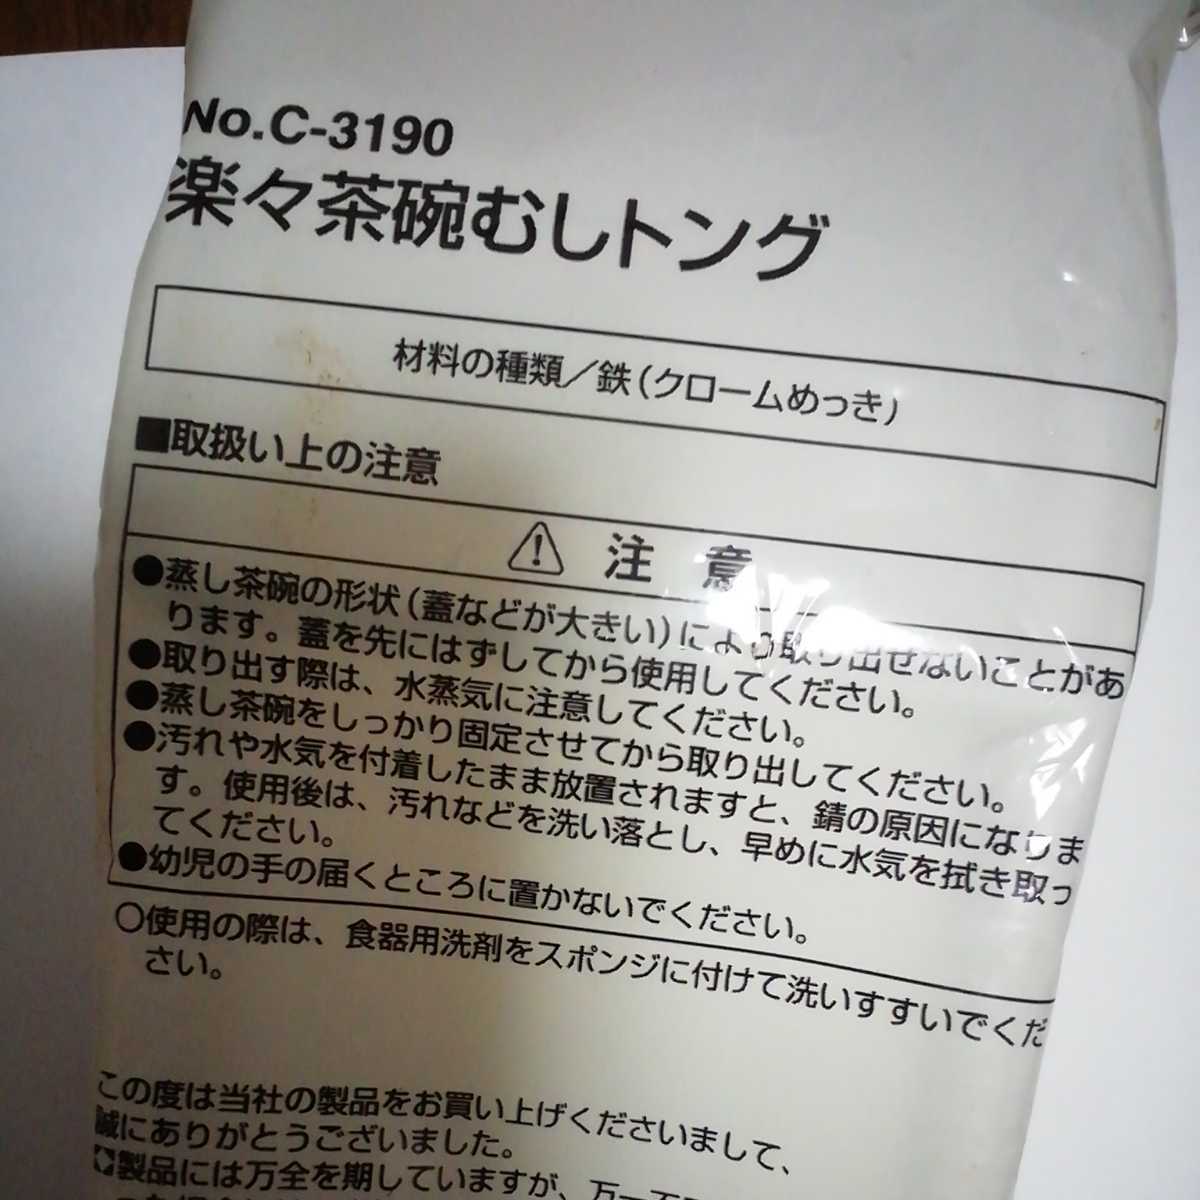 No.C-3190
楽々茶碗むしトング
材料の種類／鉄（クロームめっき）
■取扱い上の注意
注意
●蒸し茶碗の形状（蓋などが大きい）により取り出せないことがあ
ります。蓋を先にはずしてから使用してください。
●取り出す際は、水蒸気に注意してください。
●蒸し茶碗をしっかり固定させてから取り出してください。
●汚れや水気を付着したまま放置されますと、錆の原因になりま
す。使用後は、汚れなどを洗い落とし、早めに水気を拭き取っ
てください。
●幼児の手の届くところに置かないでください。
○使用の際は、食器用洗剤をスポンジに付けて洗いすすいでくだ
さい。
この度は当社の製品をお買い上げくださいまして、
誠にありがとうございました。
製品には万全を期していますが、万一